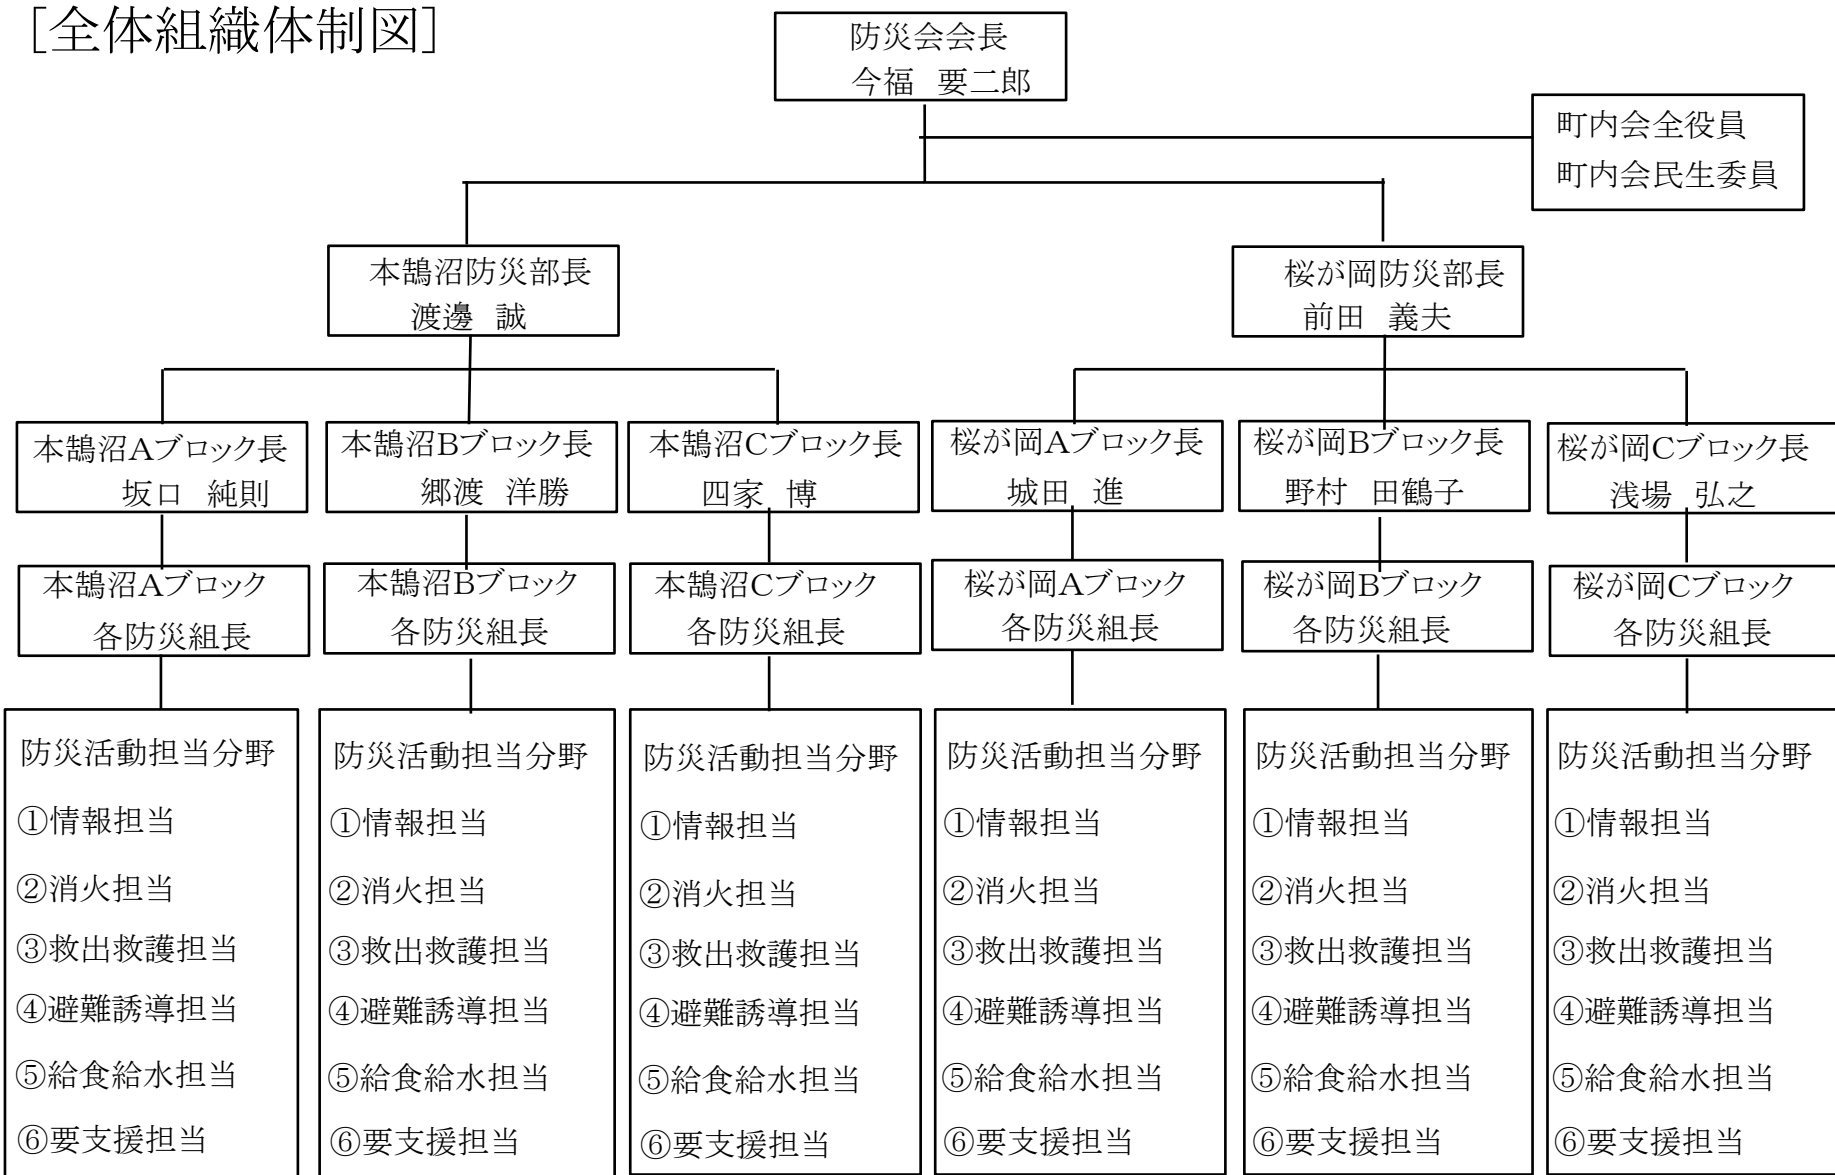 [全体組織体制図]
防災会会長
今福 要二郎
町内会全役員
町内会民生委員
本鵠沼防災部長
渡邊 誠
桜が岡防災部長
前田 義夫
本鵠沼Aブロック長
坂口 純則
本鵠沼Bブロック長
郷渡 洋勝
本鵠沼Cブロック長
四家 博
桜が岡Aブロック長
城田 進
桜が岡Bブロック長
野村 田鶴子
桜が岡Cブロック長
浅場 弘之
本鵠沼Aブロック
各防災組長
本鵠沼Bブロック
各防災組長
本鵠沼Cブロック
各防災組長
桜が岡Aブロック
各防災組長
桜が岡Bブロック
各防災組長
桜が岡Cブロック
各防災組長
防災活動担当分野
①情報担当
②消火担当
③救出救護担当
④避難誘導担当
⑤給食給水担当
⑥要支援担当
防災活動担当分野
①情報担当
②消火担当
③救出救護担当
④避難誘導担当
⑤給食給水担当
⑥要支援担当
防災活動担当分野
①情報担当
②消火担当
③救出救護担当
④避難誘導担当
⑤給食給水担当
⑥要支援担当
防災活動担当分野
①情報担当
②消火担当
③救出救護担当
④避難誘導担当
⑤給食給水担当
⑥要支援担当
防災活動担当分野
①情報担当
②消火担当
③救出救護担当
④避難誘導担当
⑤給食給水担当
⑥要支援担当
防災活動担当分野
①情報担当
②消火担当
③救出救護担当
④避難誘導担当
⑤給食給水担当
⑥要支援担当